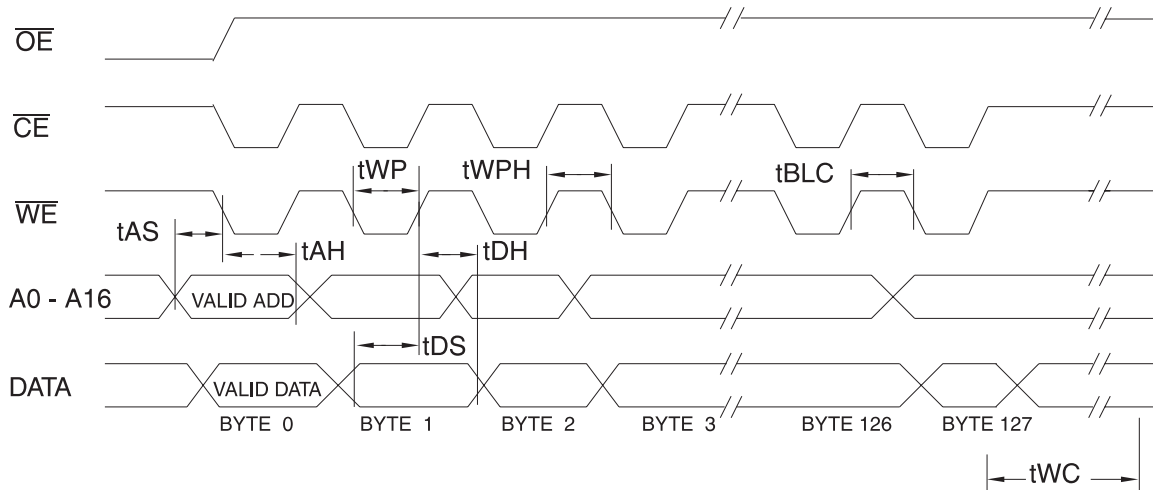 OE
CE
tWP
tWPH
tBLC
WE
tAS
tAH
tDH
A0 - A16
VALID ADD
tDS
DATA
VALID DATA
BYTE 0
BYTE 1
BYTE 2
BYTE 3
BYTE 126
BYTE 127
tWC